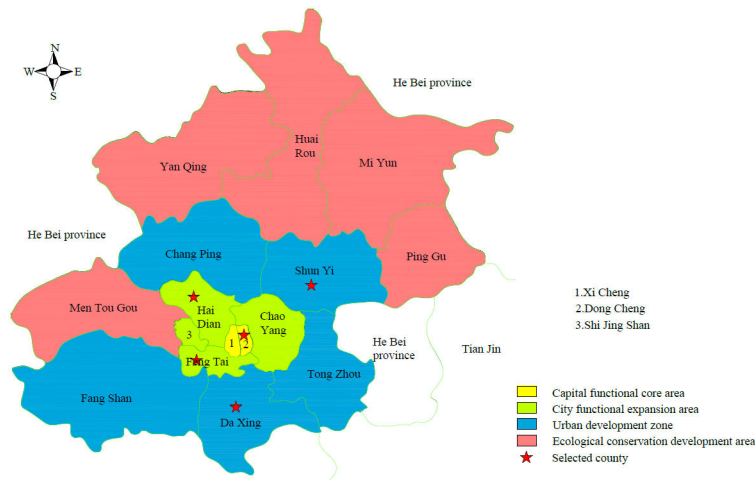 N
W E
S
He Bei province
Huai
Rou
Mi Yun
Yan Qing
He Bei province
Chang Ping
Ping Gu
Shun Yi
Men Tou Gou
Hai
Dian
Chao
Yang
3
1
2
Feng Tai
Tong Zhou
He Bei
province
Tian Jin
Fang Shan
Da Xing
1.Xi Cheng
2.Dong Cheng
3.Shi Jing Shan
Capital functional core area
City functional expansion area
Urban development zone
Ecological conservation development area
Selected county